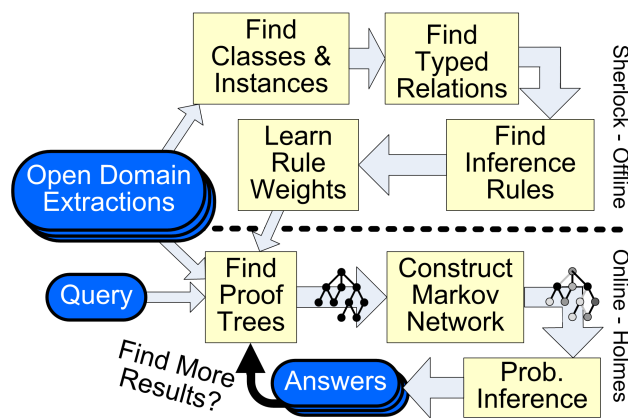 Find
Classes &
Instances
Find
Typed
Relations
Sherlock - Offline
Learn
Rule
Weights
Find
Inference
Rules
Open Domain
Extractions
Query
Find
Proof
Trees
Construct
Markov
Network
Online - Holmes
Find More
Results?
Answers
Prob.
Inference